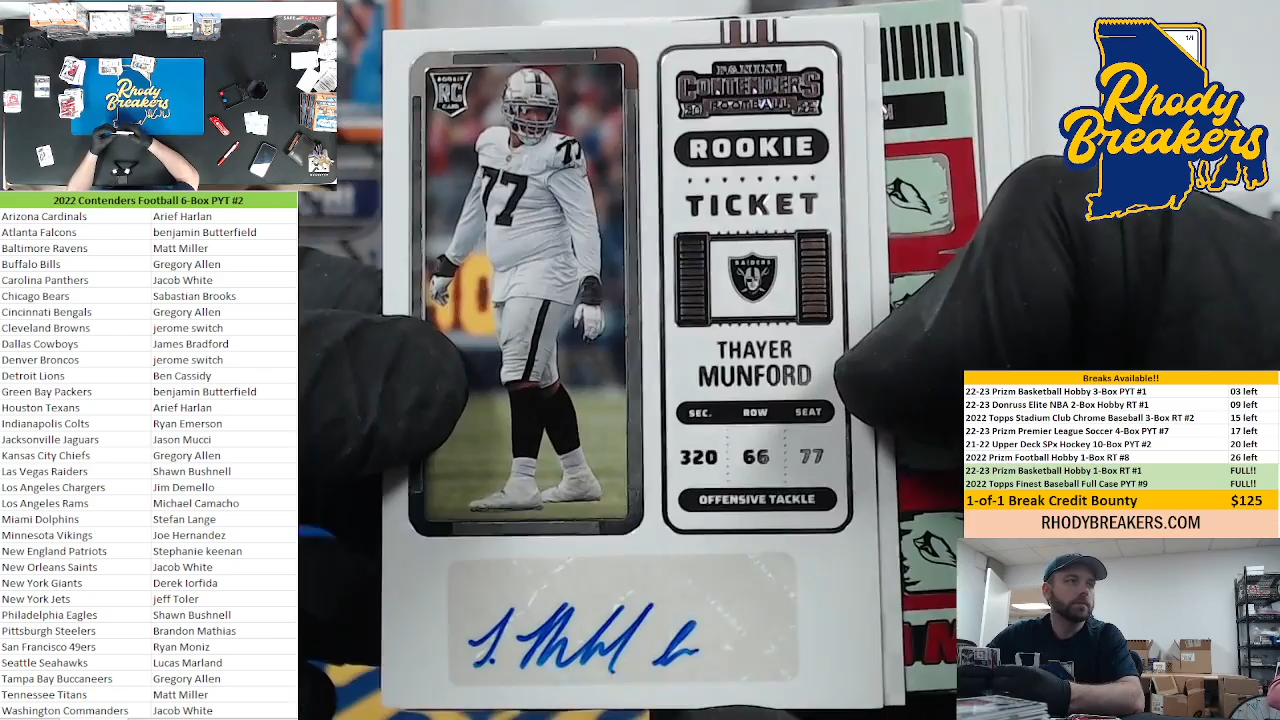 Rhody
Breakers
2022 Contenders Football 6-Box PYT #2
Arizona Cardinals Arief Harlan
Atlanta Falcons benjamin Butterfield
Baltimore Ravens Matt Miller
Buffalo Bills Gregory Allen
Carolina Panthers Jacob White
Chicago Bears Sabastian Brooks
Cincinnati Bengals Gregory Allen
Cleveland Browns jerome switch
Dallas Cowboys James Bradford
Denver Broncos jerome switch
Detroit Lions Ben Cassidy
Green Bay Packers benjamin Butterfield
Houston Texans Arief Harlan
Indianapolis Colts Ryan Emerson
Jacksonville Jaguars Jason Mucci
Kansas City Chiefs Gregory Allen
Las Vegas Raiders Shawn Bushnell
Los Angeles Chargers Jim Demello
Los Angeles Rams Michael Camacho
Miami Dolphins Stefan Lange
Minnesota Vikings Joe Hernandez
New England Patriots Stephanie keenan
New Orleans Saints Jacob White
New York Giants Derek Iorfida
New York Jets jeff Toler
Philadelphia Eagles Shawn Bushnell
Pittsburgh Steelers Brandon Mathias
San Francisco 49ers Ryan Moniz
Seattle Seahawks Lucas Marland
Tampa Bay Buccaneers Gregory Allen
Tennessee Titans Matt Miller
Washington Commanders Jacob White
ROOKIE
RC
CARD
77
77
PANINI
CONTENDERS
FOOTBALL
ROOKIE
TICKET
RAIDERS
THAYER
MUNFORD
SEC. ROW SEAT
320 66 77
OFFENSIVE TACKLE
1/1
Rhody
Breakers
Breaks Available!!
22-23 Prizm Basketball Hobby 3-Box PYT #1 03 left
22-23 Donruss Elite NBA 2-Box Hobby RT #1 09 left
2022 Topps Stadium Club Chrome Baseball 3-Box RT #2 15 left
22-23 Prizm Premier League Soccer 4-Box PYT #7 17 left
21-22 Upper Deck SPx Hockey 10-Box PYT #2 20 left
2022 Prizm Football Hobby 1-Box RT #8 26 left
22-23 Prizm Basketball Hobby 1-Box RT #1 FULL!!
2022 Topps Finest Baseball Full Case PYT #9 FULL!!
1-of-1 Break Credit Bounty $125
RHODYBREAKERS.COM